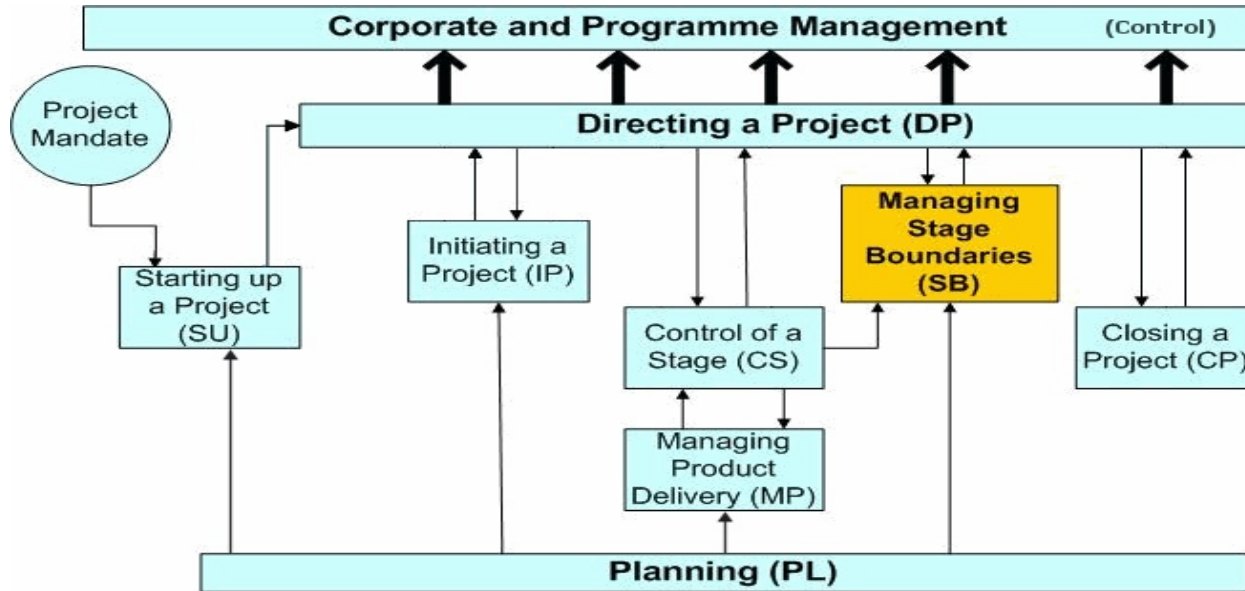 Corporate and Programme Management (Control)
Project
Mandate
Directing a Project (DP)
Starting up
a Project
(SU)
Initiating a
Project (IP)
Control of a
Stage (CS)
Managing
Product
Delivery (MP)
Managing
Stage
Boundaries
(SB)
Closing a
Project (CP)
Planning (PL)